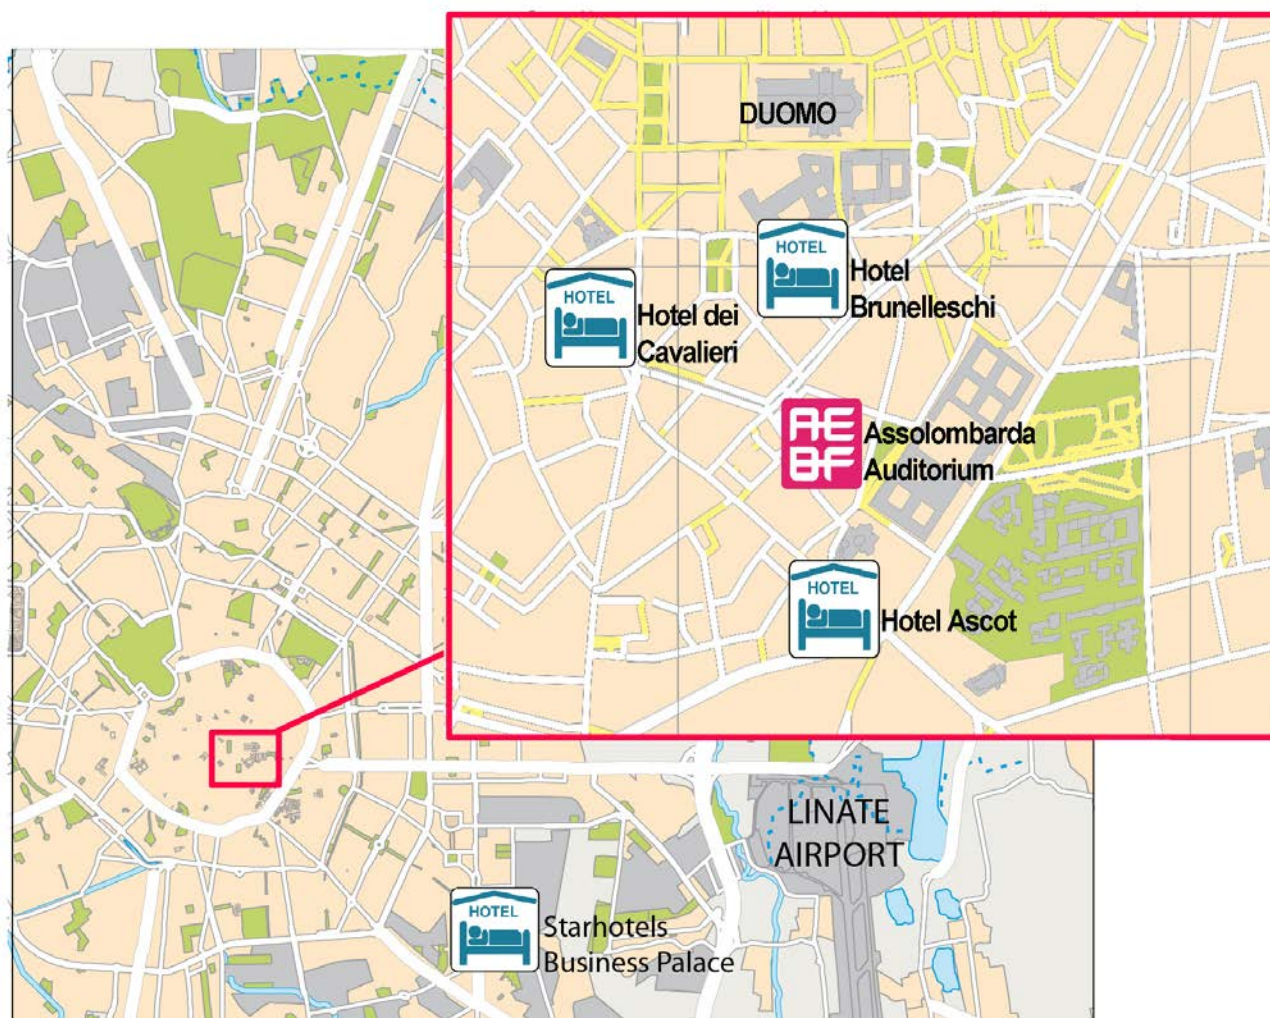 DUOMO
HOTEL
Hotel
Brunelleschi
HOTEL
Hotel dei
Cavalieri
AE
BF
Assolombarda
Auditorium
HOTEL
Hotel Ascot
LINATE
AIRPORT
HOTEL
Starhotels
Business Palace